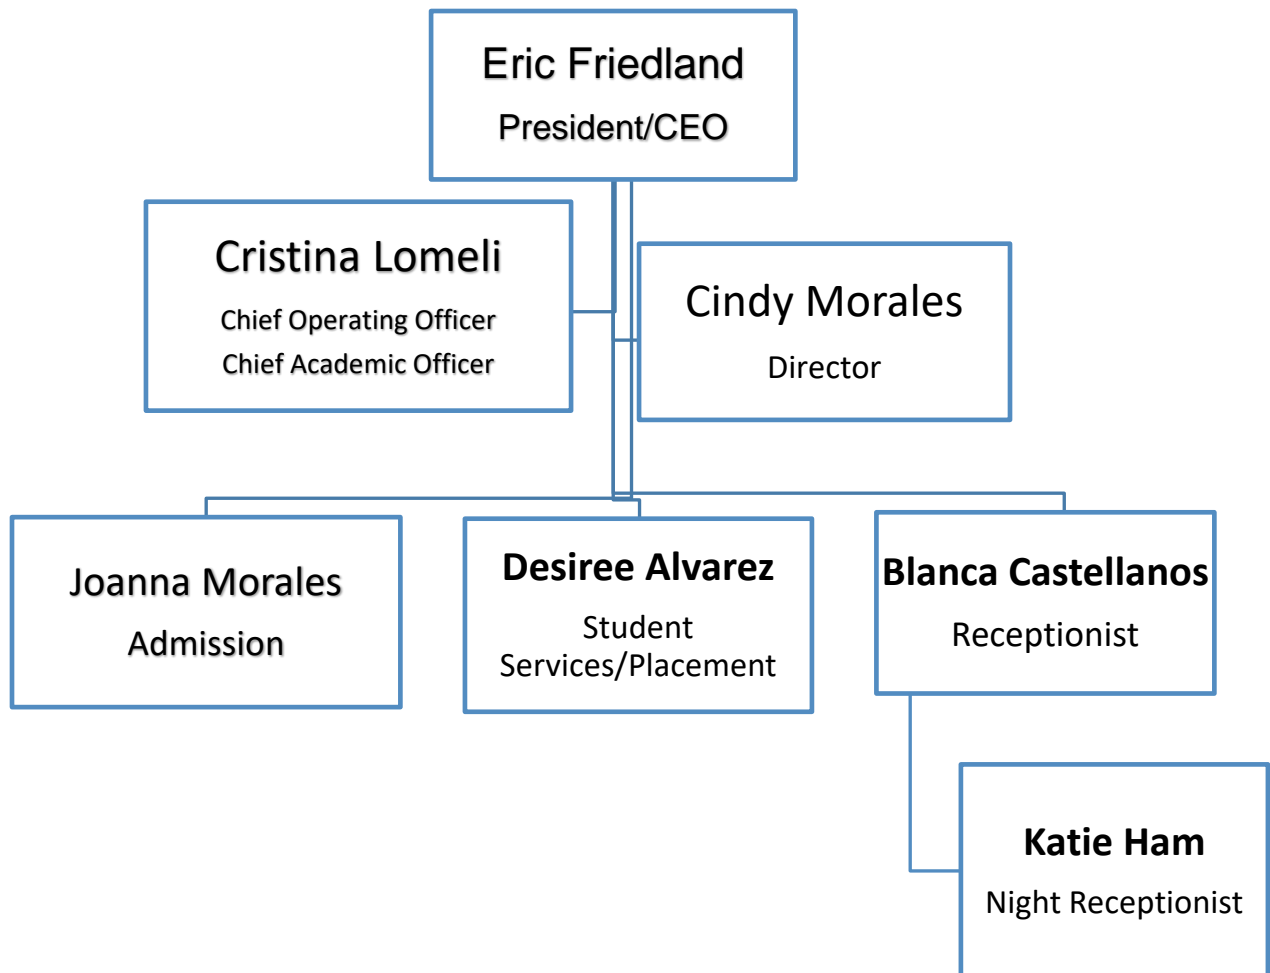 Eric Friedland
President/CEO
Cristina Lomeli
Chief Operating Officer
Chief Academic Officer
Cindy Morales
Director
Joanna Morales
Admission
Desiree Alvarez
Student
Services/Placement
Blanca Castellanos
Receptionist
Katie Ham
Night Receptionist